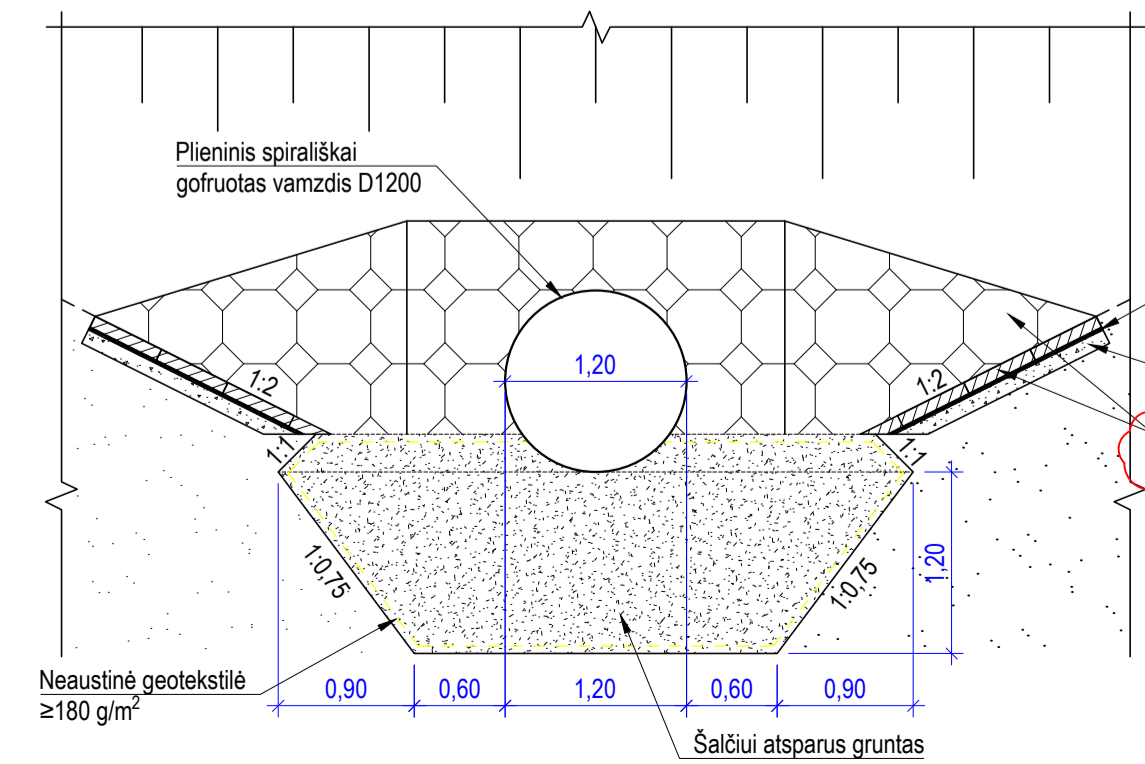 Plieninis spirališkai
gofruotas vamzdis D1200
1,20
1:2
1:2
1:1
1:1
1:0,75
1:0,75
1,20
Neaustinė geotekstilė
≥180 g/m²
0,90
0,60
1,20
0,60
0,90
Šalčiui atsparus gruntas